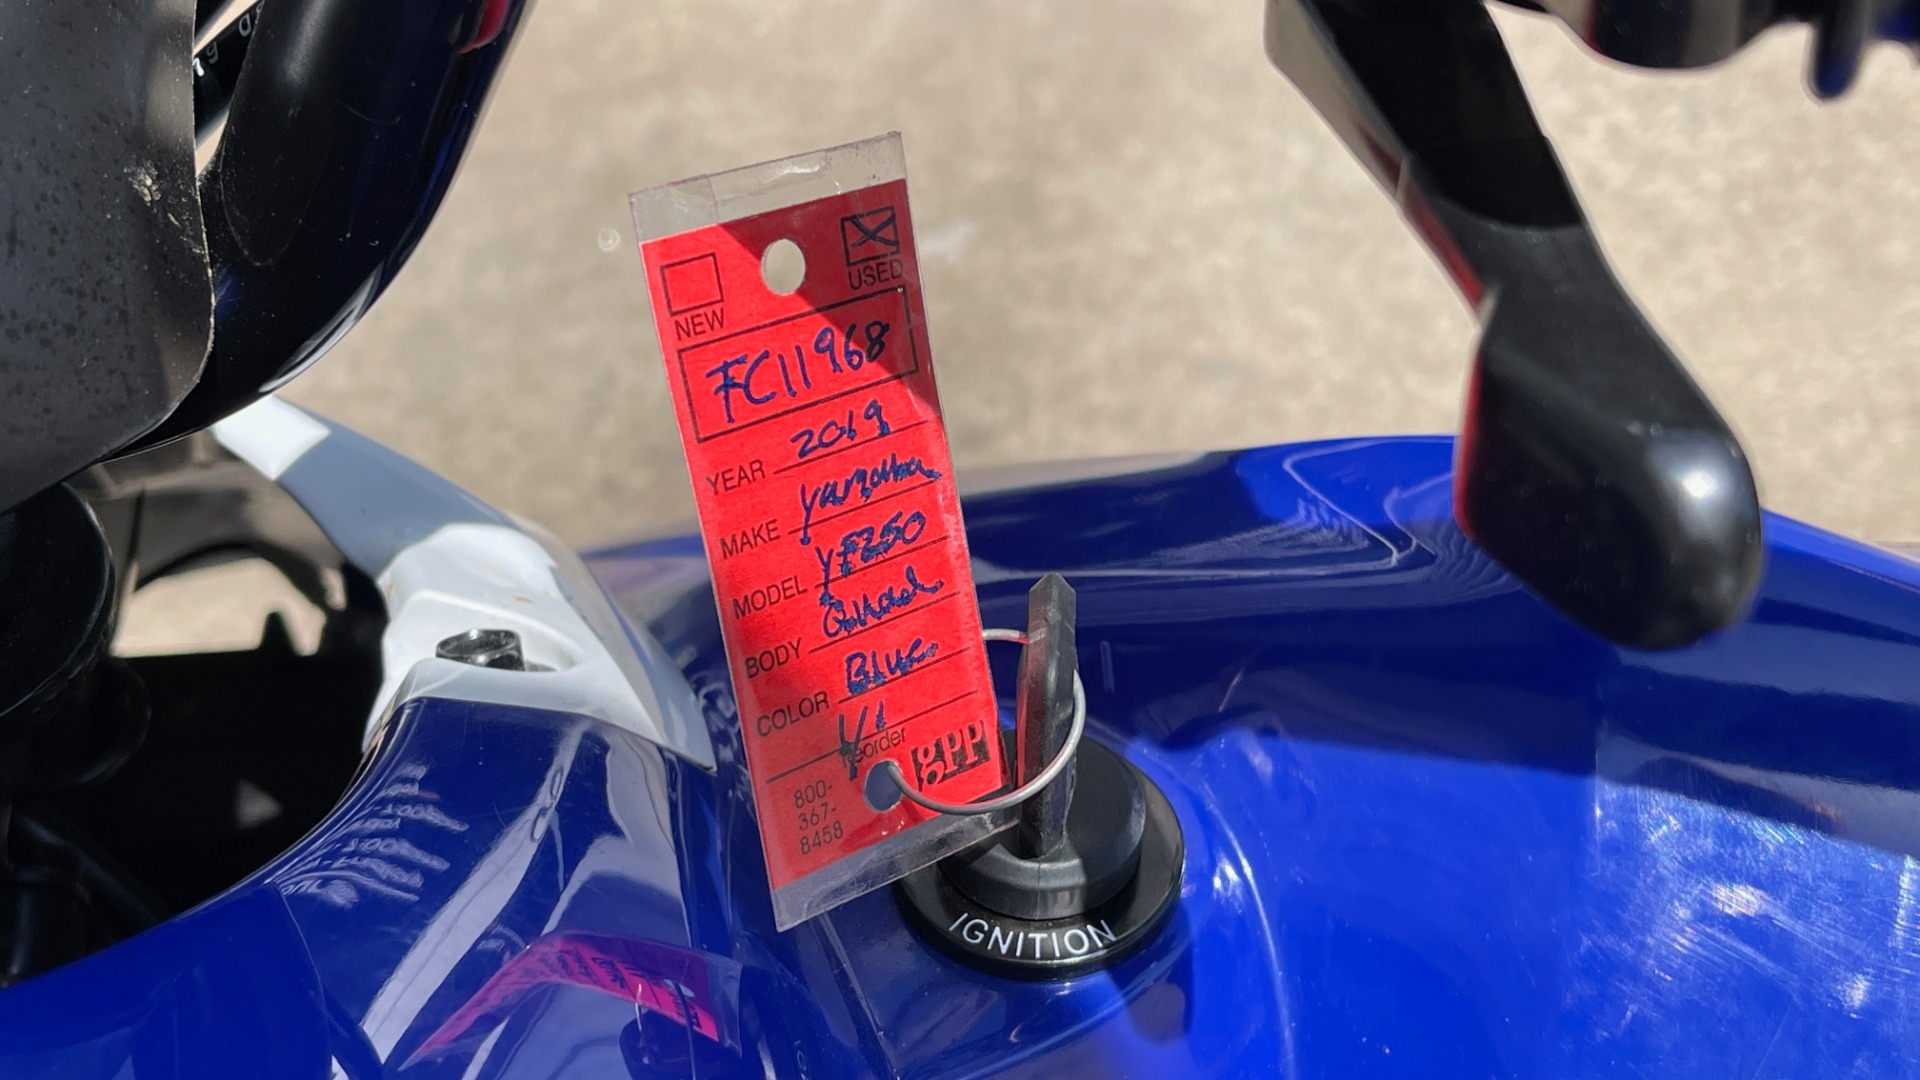 NEW
USED
FC11968
YEAR 2019
MAKE Yamaha
MODEL YFZ50
BODY Quad
COLOR Blue
reorder
gpp
800-
367-
8458
IGNITION